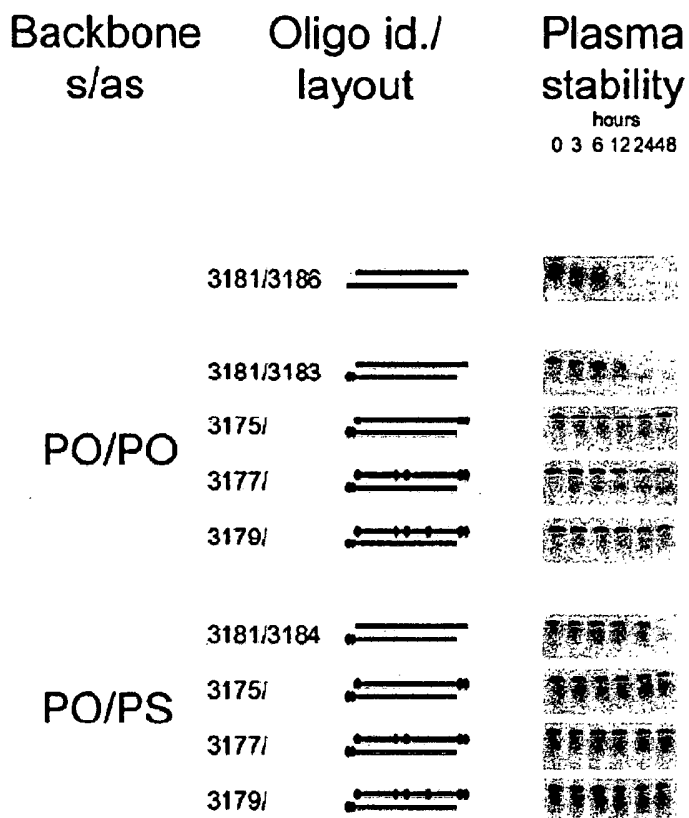 Backbone s/as
Oligo id./ layout
Plasma stability
hours
0 3 6 12 24 48
3181/3186
3181/3183
PO/PO
3175/
3177/
3179/
3181/3184
3175/
PO/PS
3177/
3179/